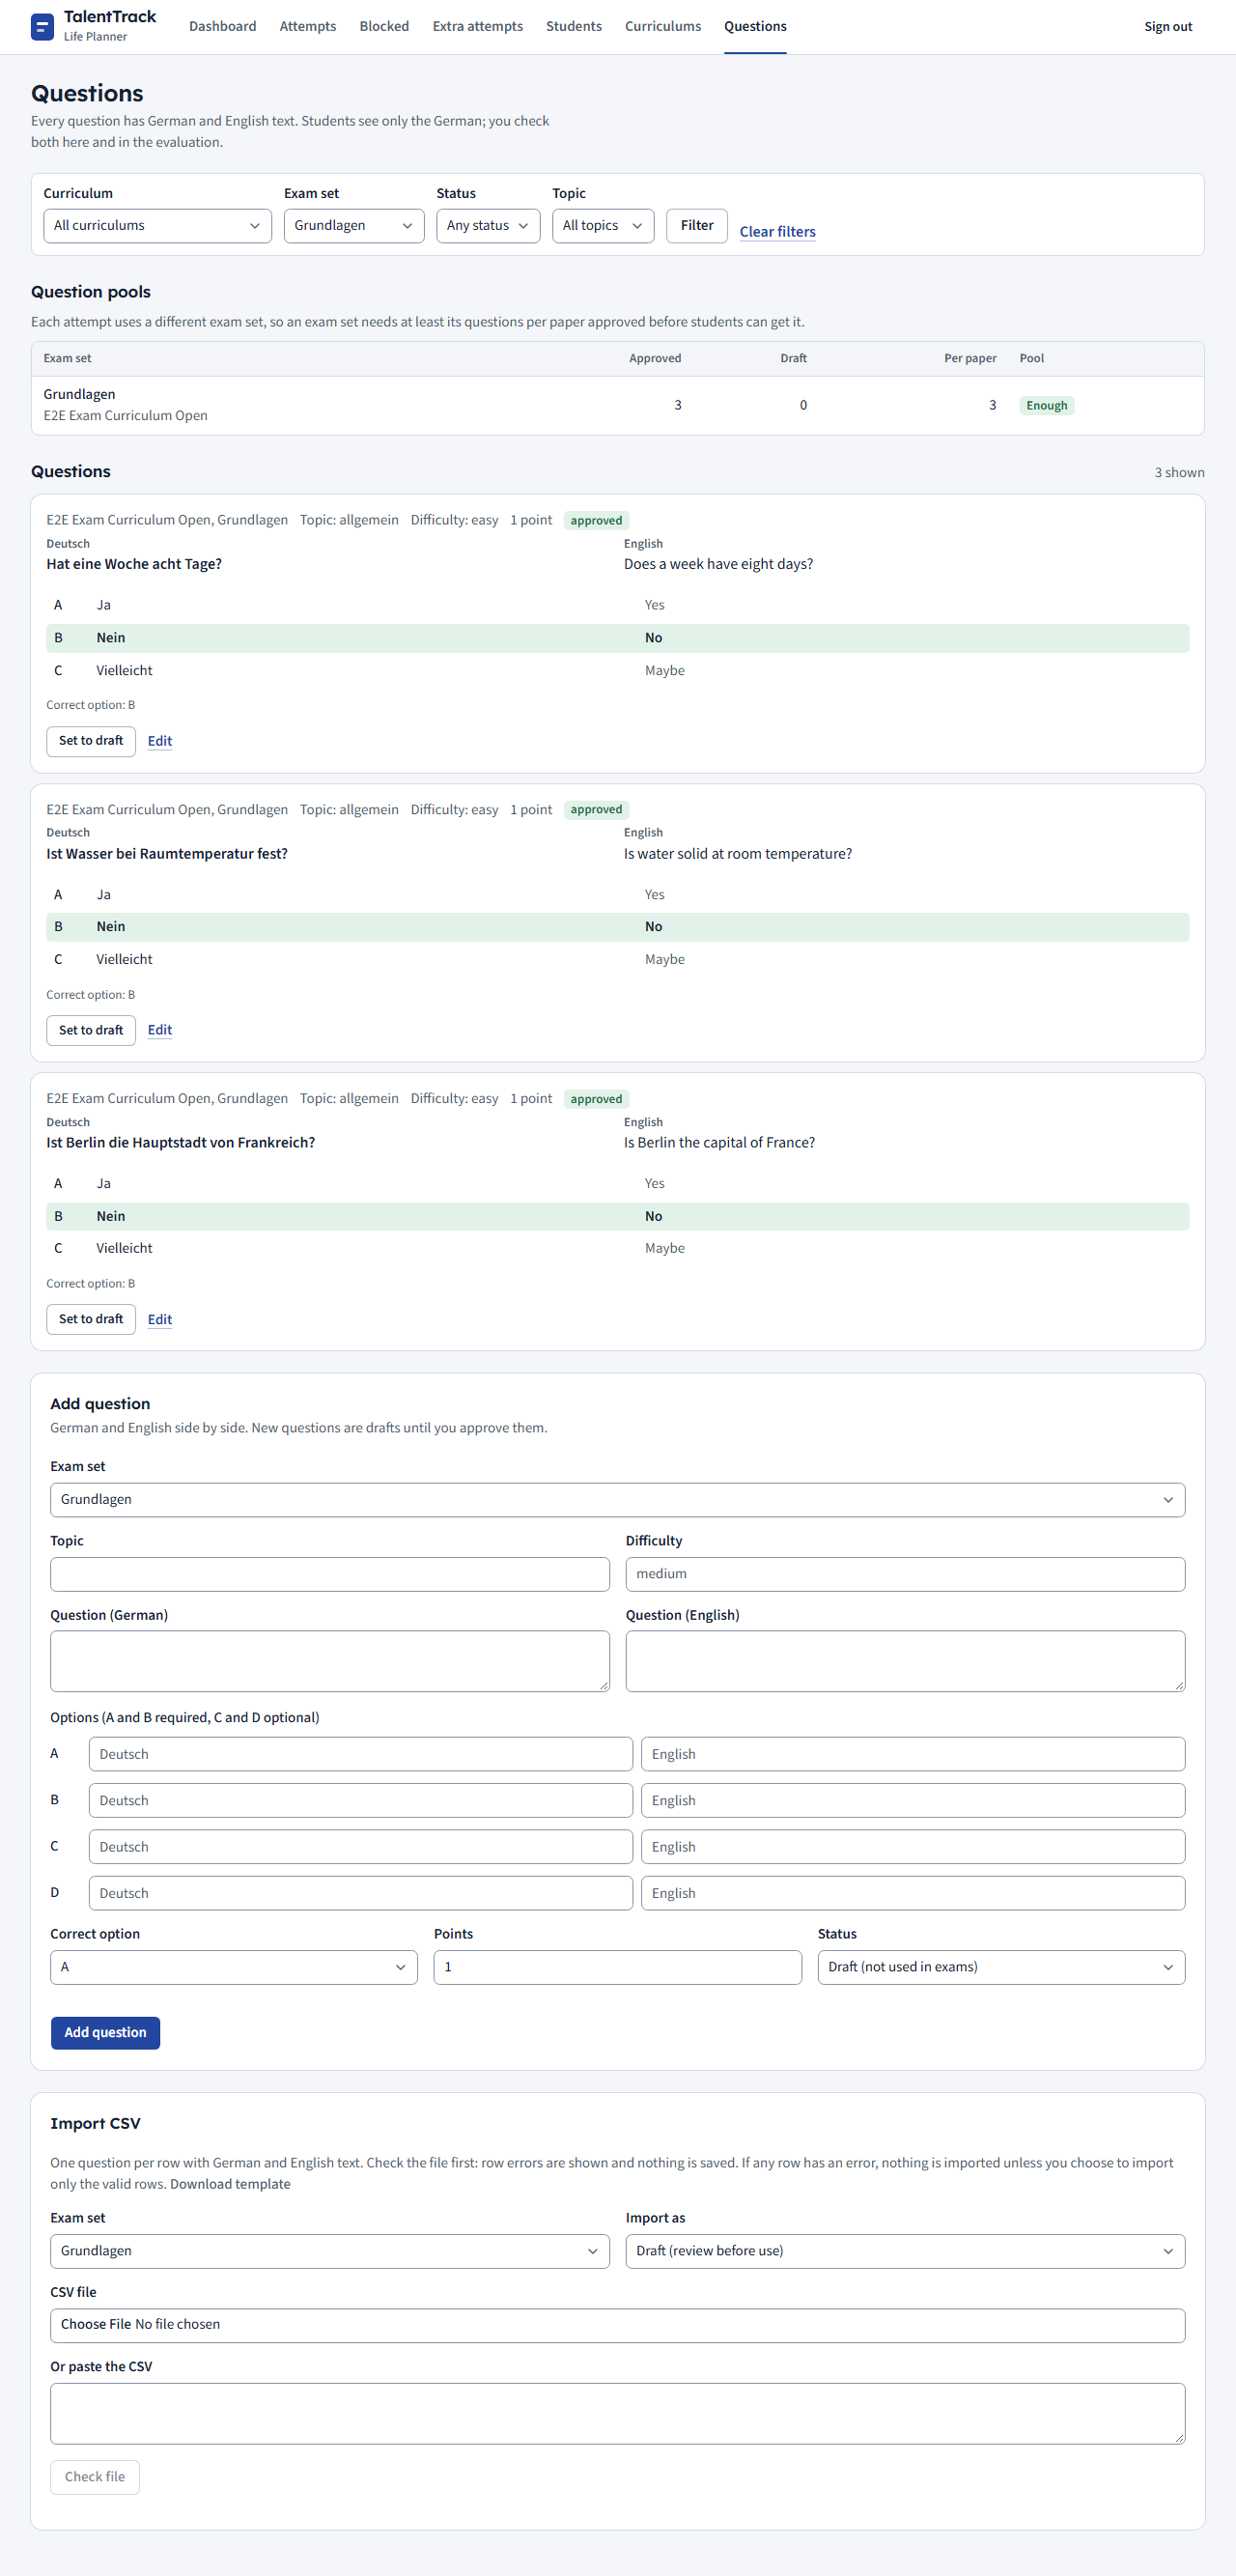 TalentTrack
Life Planner
Dashboard Attempts Blocked Extra attempts Students Curriculums Questions Sign out
Questions
Every question has German and English text. Students see only the German; you check
both here and in the evaluation.
Curriculum Exam set Status Topic
All curriculums Grundlagen Any status All topics Filter Clear filters
Question pools
Each attempt uses a different exam set, so an exam set needs at least its questions per paper approved before students can get it.
Exam set Approved Draft Per paper Pool
Grundlagen
E2E Exam Curriculum Open 3 0 3 Enough
Questions 3 shown
E2E Exam Curriculum Open, Grundlagen Topic: allgemein Difficulty: easy 1 point approved
Deutsch English
Hat eine Woche acht Tage? Does a week have eight days?
A Ja Yes
B Nein No
C Vielleicht Maybe
Correct option: B
Set to draft Edit
E2E Exam Curriculum Open, Grundlagen Topic: allgemein Difficulty: easy 1 point approved
Deutsch English
Ist Wasser bei Raumtemperatur fest? Is water solid at room temperature?
A Ja Yes
B Nein No
C Vielleicht Maybe
Correct option: B
Set to draft Edit
E2E Exam Curriculum Open, Grundlagen Topic: allgemein Difficulty: easy 1 point approved
Deutsch English
Ist Berlin die Hauptstadt von Frankreich? Is Berlin the capital of France?
A Ja Yes
B Nein No
C Vielleicht Maybe
Correct option: B
Set to draft Edit
Add question
German and English side by side. New questions are drafts until you approve them.
Exam set
Grundlagen
Topic Difficulty
medium
Question (German) Question (English)
Options (A and B required, C and D optional)
A Deutsch English
B Deutsch English
C Deutsch English
D Deutsch English
Correct option Points Status
A 1 Draft (not used in exams)
Add question
Import CSV
One question per row with German and English text. Check the file first: row errors are shown and nothing is saved. If any row has an error, nothing is imported unless you choose to import
only the valid rows. Download template
Exam set Import as
Grundlagen Draft (review before use)
CSV file
Choose File No file chosen
Or paste the CSV
Check file